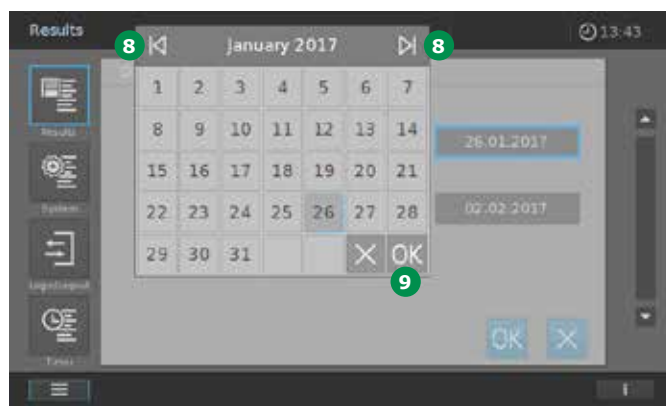 Results
13:43
8
January 2017
8
1 2 3 4 5 6 7
8 9 10 11 12 13 14
15 16 17 18 19 20 21
22 23 24 25 26 27 28
29 30 31
OK
9
26.01.2017
02.02.2017
Results
System
Login/Logout
Timer
OK
i